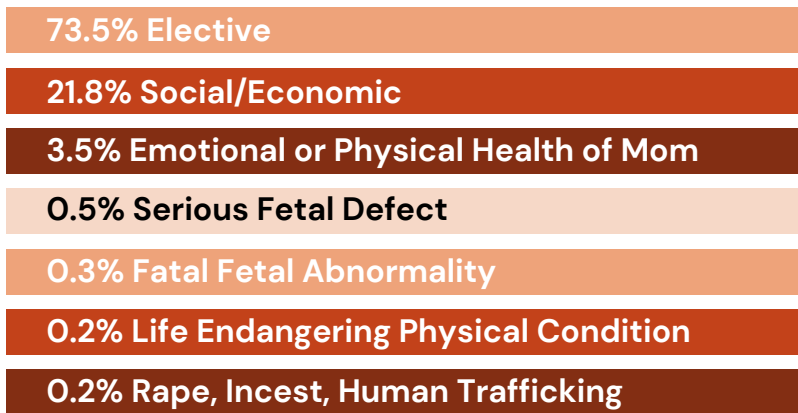 73.5% Elective
21.8% Social/Economic
3.5% Emotional or Physical Health of Mom
0.5% Serious Fetal Defect
0.3% Fatal Fetal Abnormality
0.2% Life Endangering Physical Condition
0.2% Rape, Incest, Human Trafficking